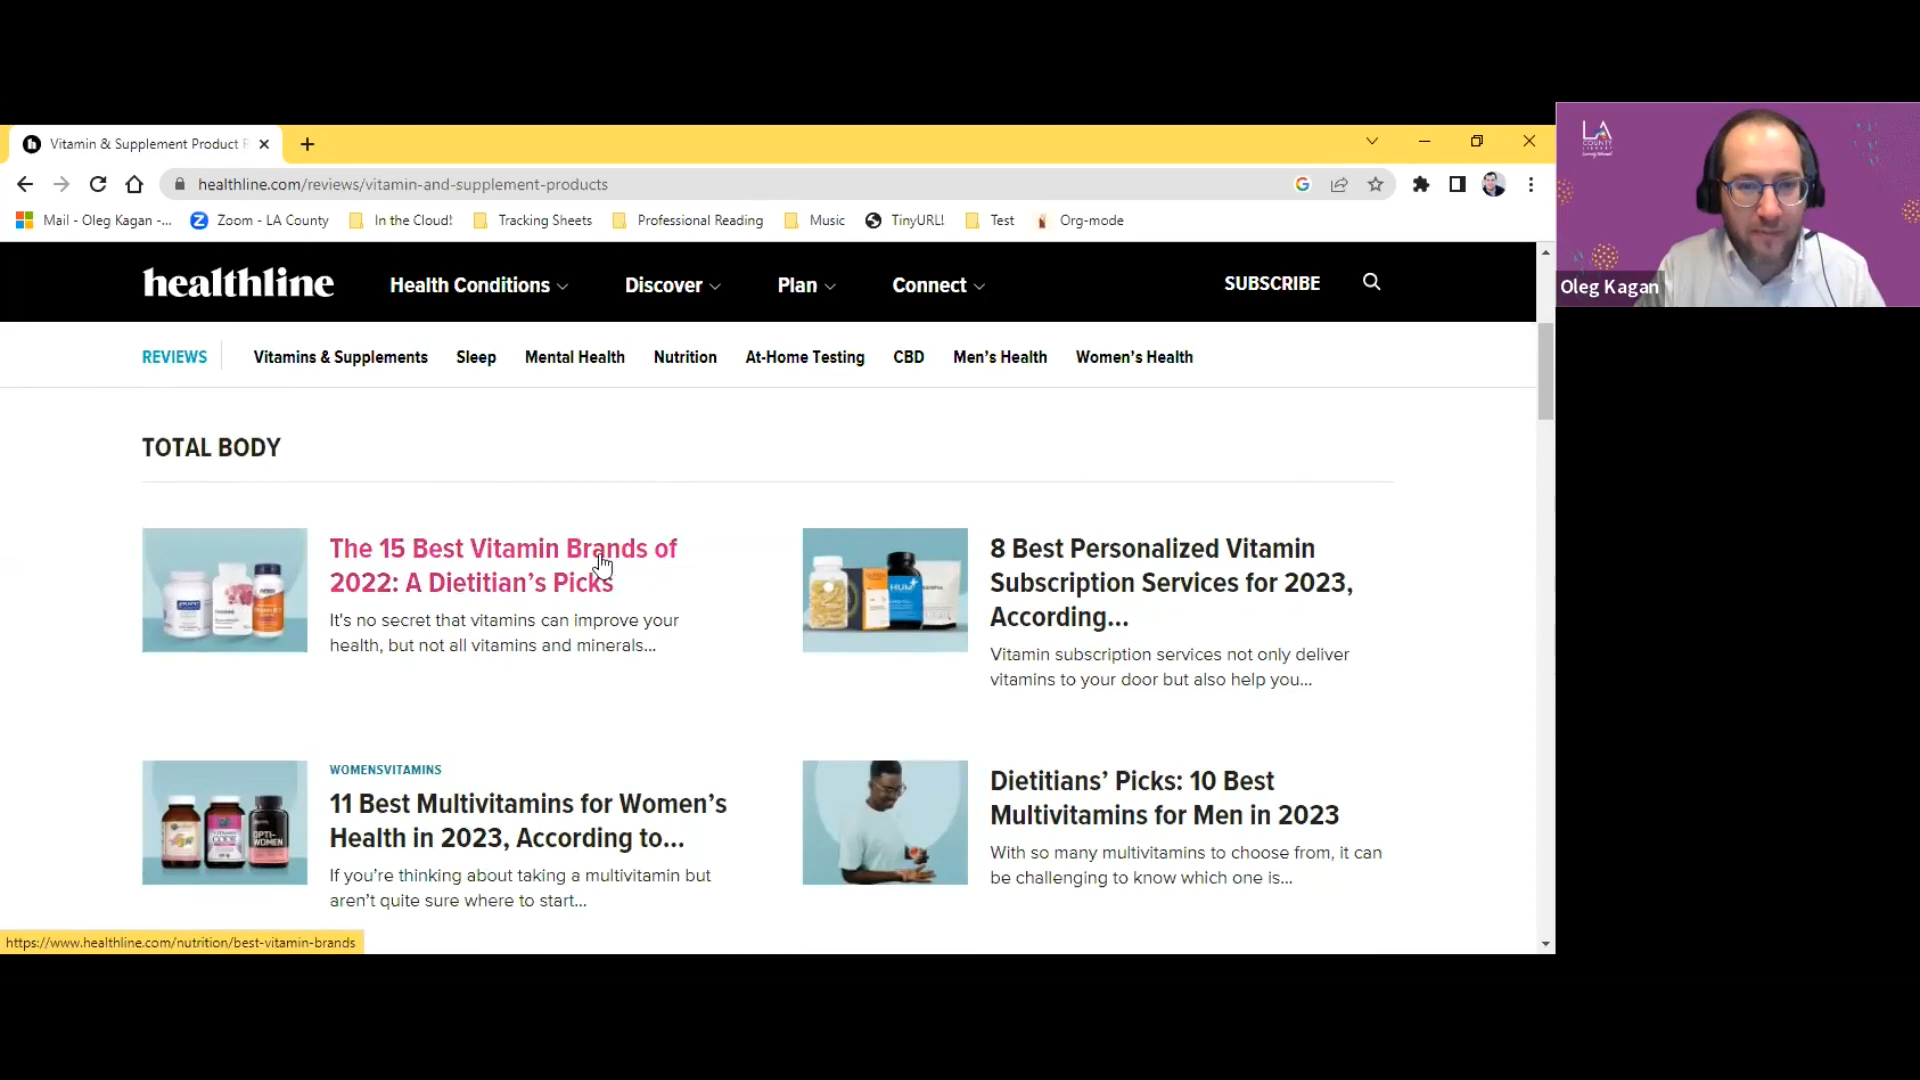 Vitamin & Supplement Product
healthline.com/reviews/vitamin-and-supplement-products
Mail - Oleg Kagan -...
Zoom - LA County
In the Cloud!
Tracking Sheets
Professional Reading
Music
TinyURL!
Test
Org-mode
LA
COUNTY
LIBRARY
Oleg Kagan
healthline
Health Conditions
Discover
Plan
Connect
SUBSCRIBE
REVIEWS
Vitamins & Supplements
Sleep
Mental Health
Nutrition
At-Home Testing
CBD
Men's Health
Women's Health
TOTAL BODY
The 15 Best Vitamin Brands of
2022: A Dietitian's Picks
It's no secret that vitamins can improve your
health, but not all vitamins and minerals...
HUM
8 Best Personalized Vitamin
Subscription Services for 2023,
According...
Vitamin subscription services not only deliver
vitamins to your door but also help you...
OPTI-
WOMEN
WOMENSVITAMINS
11 Best Multivitamins for Women's
Health in 2023, According to...
If you're thinking about taking a multivitamin but
aren't quite sure where to start...
Dietitians' Picks: 10 Best
Multivitamins for Men in 2023
With so many multivitamins to choose from, it can
be challenging to know which one is...
https://www.healthline.com/nutrition/best-vitamin-brands